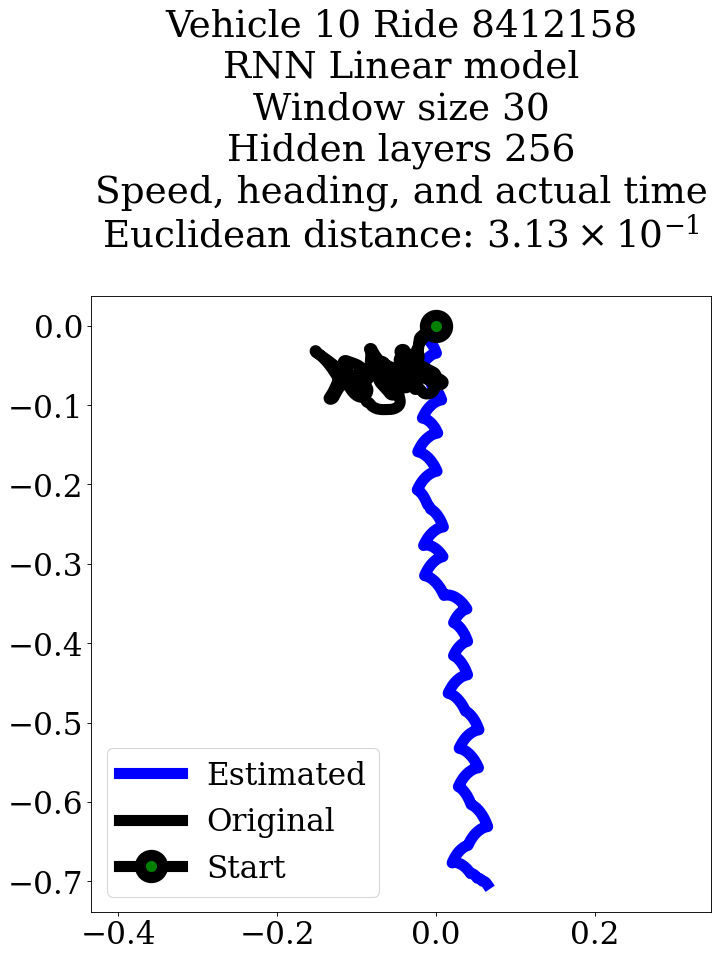 Vehicle 10 Ride 8412158
RNN Linear model
Window size 30
Hidden layers 256
Speed, heading, and actual time
Euclidean distance: 3.13 × 10⁻¹
0.0
−0.1
−0.2
−0.3
−0.4
−0.5
−0.6
−0.7
Estimated
Original
Start
−0.4 −0.2 0.0 0.2